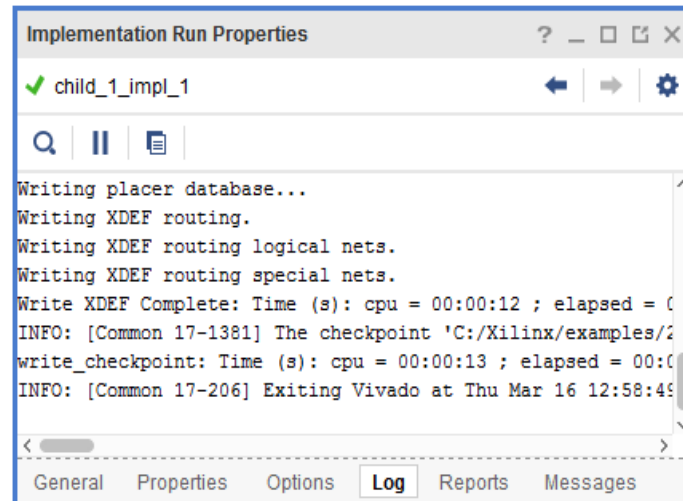 Implementation Run Properties
child_1_impl_1
Writing placer database...
Writing XDEF routing.
Writing XDEF routing logical nets.
Writing XDEF routing special nets.
Write XDEF Complete: Time (s): cpu = 00:00:12 ; elapsed = 0
INFO: [Common 17-1381] The checkpoint 'C:/Xilinx/examples/2
write_checkpoint: Time (s): cpu = 00:00:13 ; elapsed = 00:0
INFO: [Common 17-206] Exiting Vivado at Thu Mar 16 12:58:49
General Properties Options Log Reports Messages